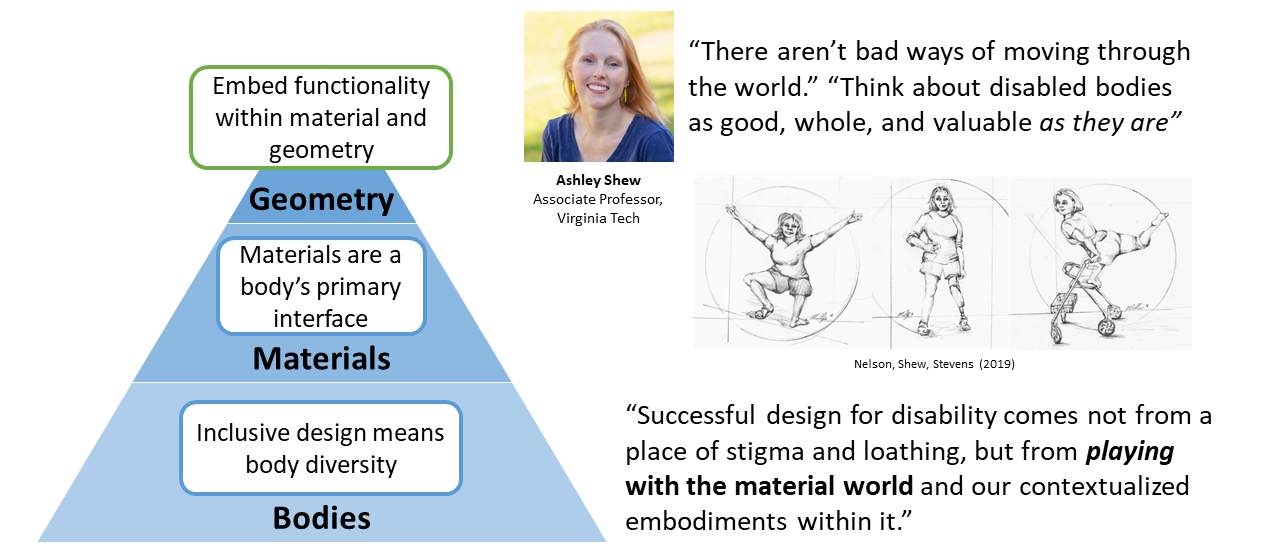 Embed functionality
within material and
geometry
Geometry
Materials are a
body’s primary
interface
Materials
Inclusive design means
body diversity
Bodies
Ashley Shew
Associate Professor,
Virginia Tech
“There aren’t bad ways of moving through
the world.” “Think about disabled bodies
as good, whole, and valuable as they are”
Nelson, Shew, Stevens (2019)
“Successful design for disability comes not from a
place of stigma and loathing, but from playing
with the material world and our contextualized
embodiments within it.”